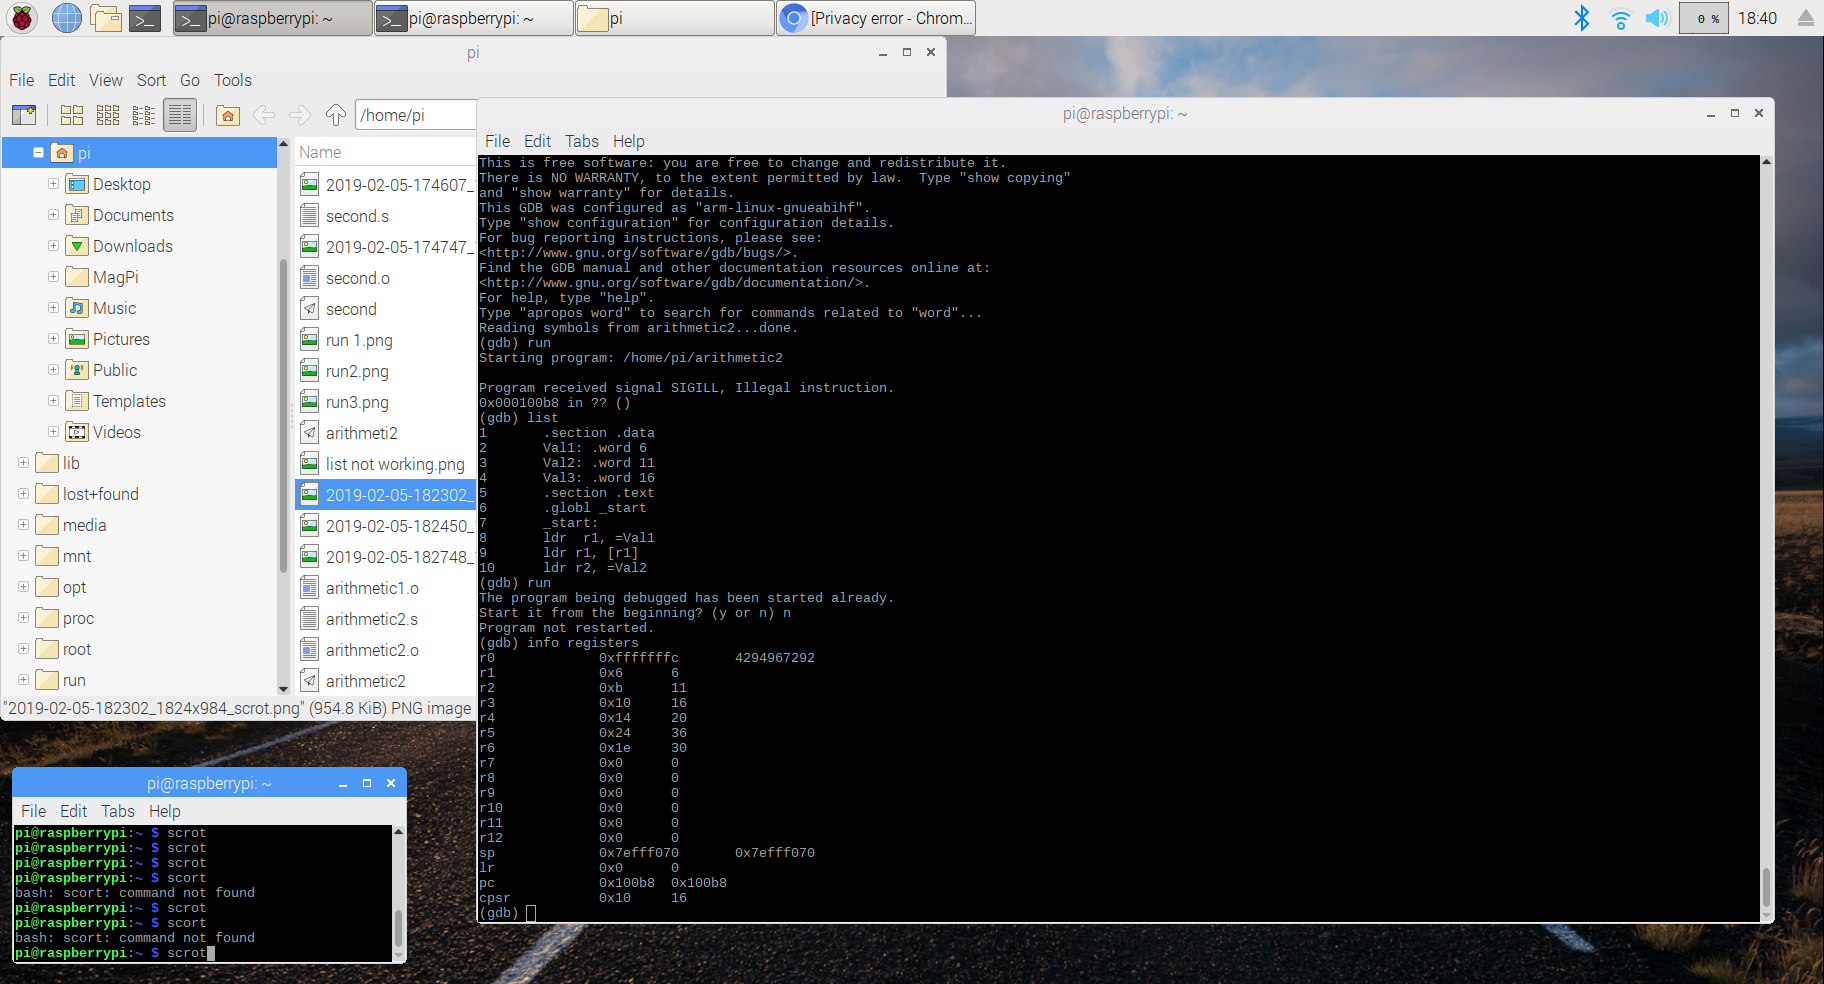 pi@raspberrypi: ~
pi@raspberrypi: ~
pi
[Privacy error - Chrom...
0 %
18:40
pi
File Edit View Sort Go Tools
/home/pi
pi
Desktop
Documents
Downloads
MagPi
Music
Pictures
Public
Templates
Videos
lib
lost+found
media
mnt
opt
proc
root
run
Name
2019-02-05-174607_
second.s
2019-02-05-174747_
second.o
second
run 1.png
run2.png
run3.png
arithmeti2
list not working.png
2019-02-05-182302_
2019-02-05-182450_
2019-02-05-182748_
arithmetic1.o
arithmetic2.s
arithmetic2.o
arithmetic2
"2019-02-05-182302_1824x984_scrot.png" (954.8 KiB) PNG image
pi@raspberrypi: ~
File Edit Tabs Help
This is free software: you are free to change and redistribute it.
There is NO WARRANTY, to the extent permitted by law.  Type "show copying"
and "show warranty" for details.
This GDB was configured as "arm-linux-gnueabihf".
Type "show configuration" for configuration details.
For bug reporting instructions, please see:
<http://www.gnu.org/software/gdb/bugs/>.
Find the GDB manual and other documentation resources online at:
<http://www.gnu.org/software/gdb/documentation/>.
For help, type "help".
Type "apropos word" to search for commands related to "word"...
Reading symbols from arithmetic2...done.
(gdb) run
Starting program: /home/pi/arithmetic2
Program received signal SIGILL, Illegal instruction.
0x000100b8 in ?? ()
(gdb) list
1 .section .data
2 Val1: .word 6
3 Val2: .word 11
4 Val3: .word 16
5 .section .text
6 .globl _start
7 _start:
8 ldr  r1, =Val1
9 ldr r1, [r1]
10 ldr r2, =Val2
(gdb) run
The program being debugged has been started already.
Start it from the beginning? (y or n) n
Program not restarted.
(gdb) info registers
r0 0xfffffffc 4294967292
r1 0x6 6
r2 0xb 11
r3 0x10 16
r4 0x14 20
r5 0x24 36
r6 0x1e 30
r7 0x0 0
r8 0x0 0
r9 0x0 0
r10 0x0 0
r11 0x0 0
r12 0x0 0
sp 0x7efff070 0x7efff070
lr 0x0 0
pc 0x100b8 0x100b8
cpsr 0x10 16
(gdb)
pi@raspberrypi: ~
File Edit Tabs Help
pi@raspberrypi:~ $ scrot
pi@raspberrypi:~ $ scrot
pi@raspberrypi:~ $ scrot
pi@raspberrypi:~ $ scort
bash: scort: command not found
pi@raspberrypi:~ $ scrot
pi@raspberrypi:~ $ scort
bash: scort: command not found
pi@raspberrypi:~ $ scrot